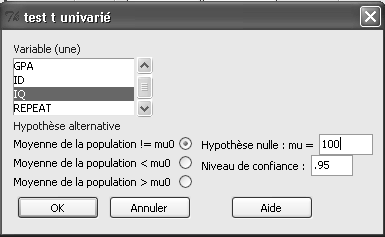 test t univarié
Variable (une)
GPA
ID
IQ
REPEAT
Hypothèse alternative
Moyenne de la population != mu0 Hypothèse nulle : mu = 100
Moyenne de la population < mu0 Niveau de confiance : .95
Moyenne de la population > mu0
OK Annuler Aide